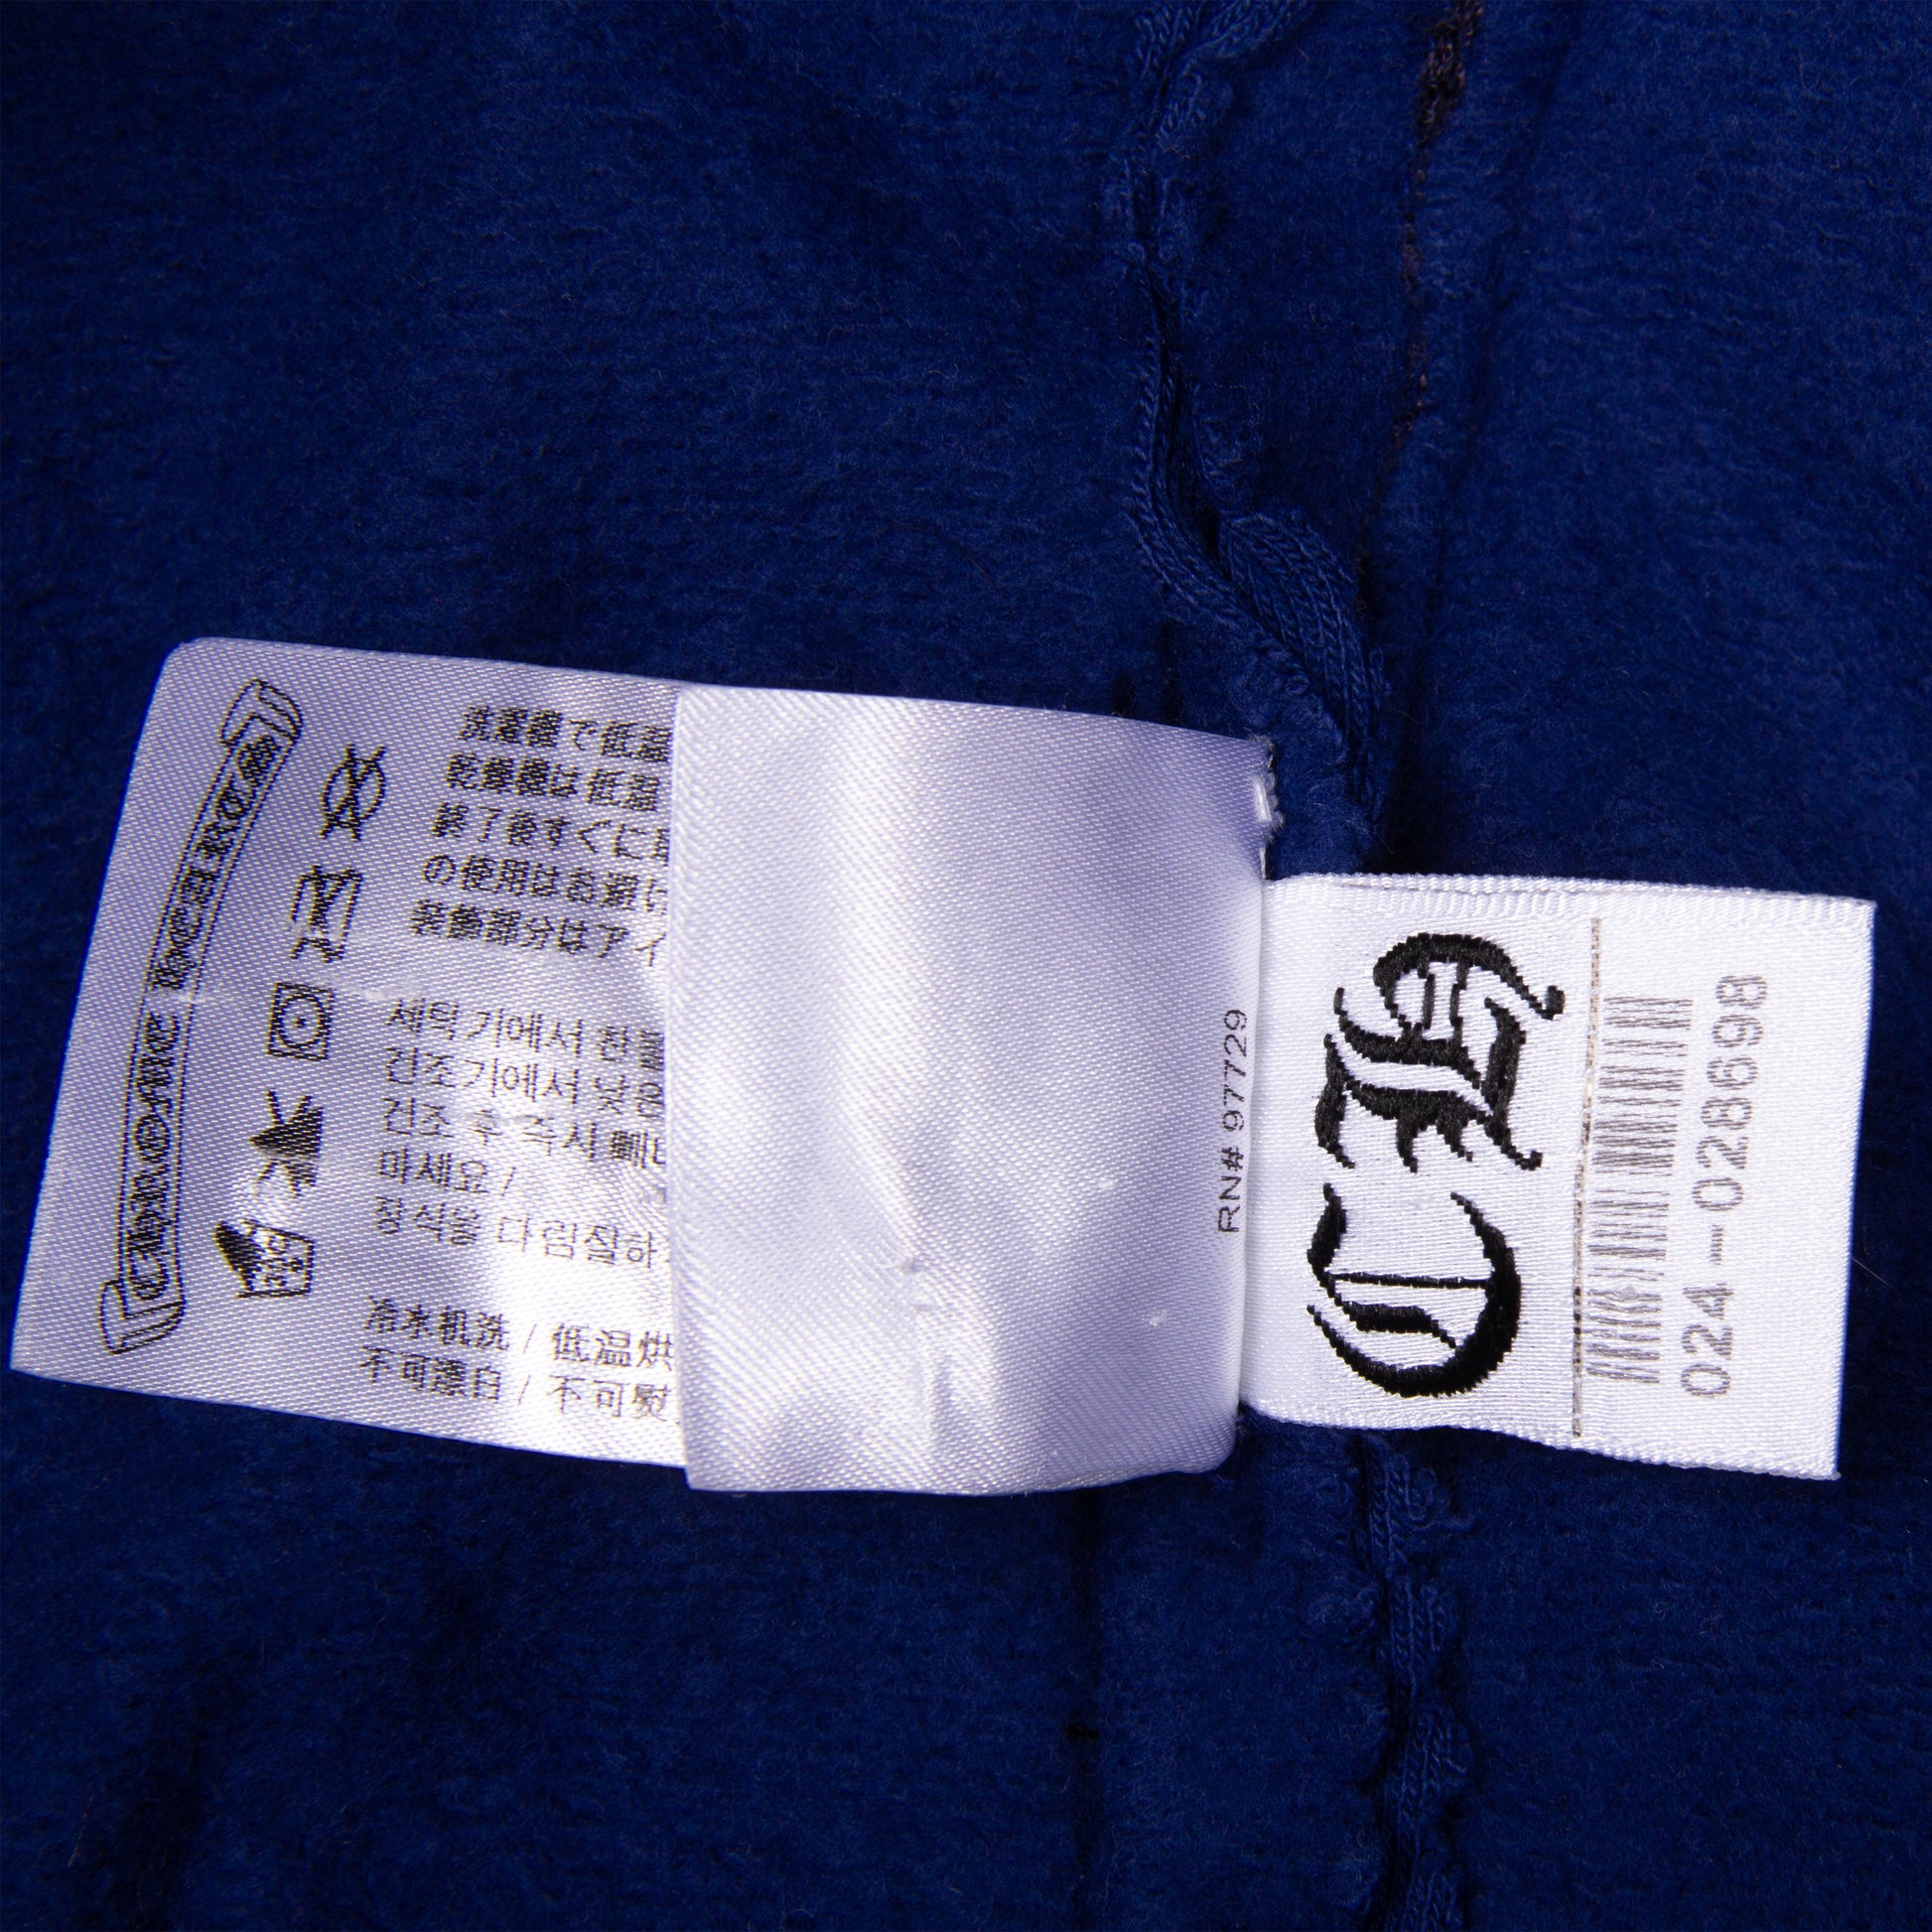 CHROME HEARTS
洗濯機で低温
乾燥機は低温
終了後すぐに
の使用はお避け
装飾部分はアイ
세탁기에서 찬
건조기에서 낮은
건조 후 즉시 빼
마세요 /
장식을 다림질하
冷水机洗 / 低温烘
不可漂白 / 不可熨
RN# 97729
CH
024-028698